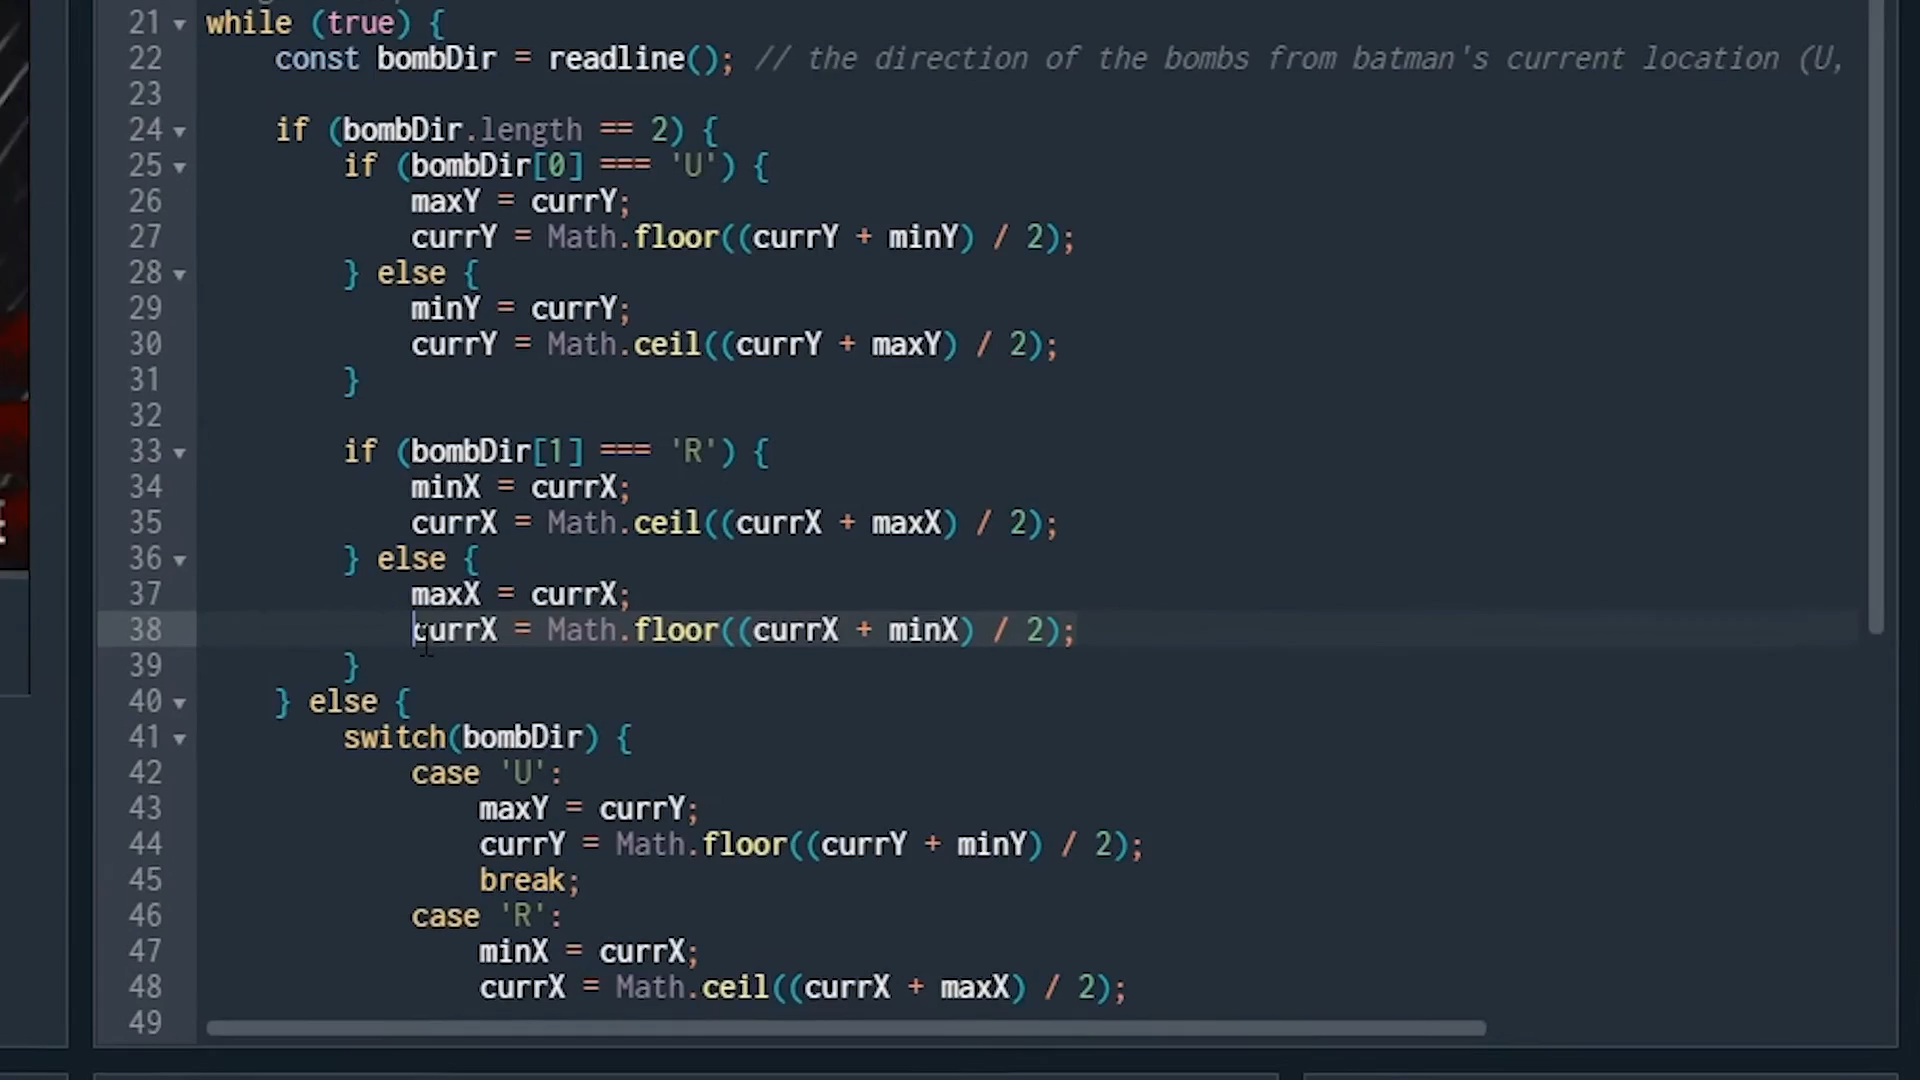 21 while (true) {
22 const bombDir = readline(); // the direction of the bombs from batman's current location (U,
23
24 if (bombDir.length == 2) {
25 if (bombDir[0] === 'U') {
26 maxY = currY;
27 currY = Math.floor((currY + minY) / 2);
28 } else {
29 minY = currY;
30 currY = Math.ceil((currY + maxY) / 2);
31 }
32
33 if (bombDir[1] === 'R') {
34 minX = currX;
35 currX = Math.ceil((currX + maxX) / 2);
36 } else {
37 maxX = currX;
38 currX = Math.floor((currX + minX) / 2);
39 }
40 } else {
41 switch(bombDir) {
42 case 'U':
43 maxY = currY;
44 currY = Math.floor((currY + minY) / 2);
45 break;
46 case 'R':
47 minX = currX;
48 currX = Math.ceil((currX + maxX) / 2);
49